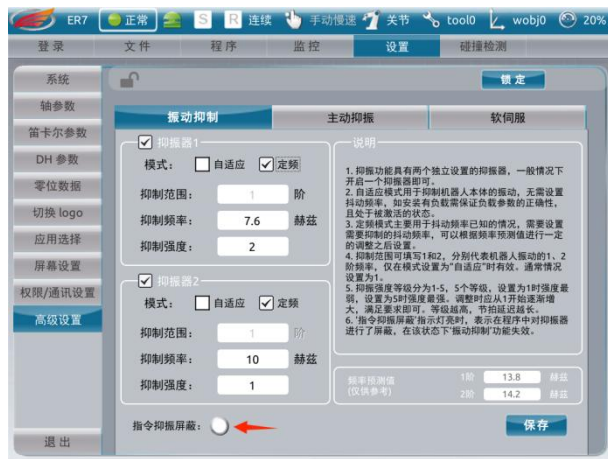 ER7 正常 S R 连续 手动慢速 关节 tool0 wobj0 20%
登录 文件 程序 监控 设置 碰撞检测
系统
轴参数
笛卡尔参数
DH 参数
零位数据
切换 logo
应用选择
屏幕设置
权限/通讯设置
高级设置
退出
锁定
振动抑制 主动抑振 软伺服
抑振器1
模式： 自适应 定频
抑制范围： 1 阶
抑制频率： 7.6 赫兹
抑制强度： 2
抑振器2
模式： 自适应 定频
抑制范围： 1 阶
抑制频率： 10 赫兹
抑制强度： 1
指令抑振屏蔽：
说明
1. 抑振功能具有两个独立设置的抑振器，一般情况下
开启一个抑振器即可。
2. 自适应模式用于抑制机器人本体的振动，无需设置
抖动频率，如安装有负载需保证负载参数的正确性，
且处于被激活的状态。
3. 定频模式主要用于抖动频率已知的情况，需要设置
需要抑制的抖动频率，可以根据频率预测值进行一定
的调整之后设置。
4. 抑制范围可填写1和2，分别代表机器人振动的1、2
阶频率，仅在模式设置为"自适应"时有效。通常情况
设置为1。
5. 抑振强度等级分为1-5，5个等级，设置为1时强度最
弱，设置为5时强度最强。调整时应从1开始逐渐增
大，满足要求即可。等级越高，节拍延迟越长。
6. '指令抑振屏蔽'指示灯亮时，表示在程序中对抑振器
进行了屏蔽，在该状态下'振动抑制'功能失效。
频率预测值
(仅供参考)
1阶 13.8 赫兹
2阶 14.2 赫兹
保存